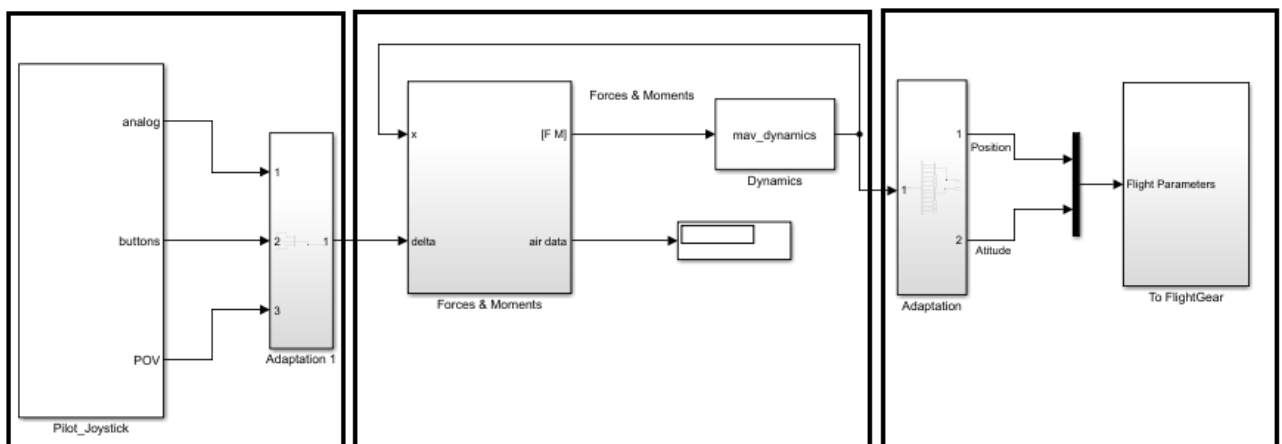 analog
buttons
POV
Pilot_Joystick
1
2
3
1
Adaptation 1
x
delta
[F M]
air data
Forces & Moments
Forces & Moments
mav_dynamics
Dynamics
1
1
2
Adaptation
Position
Atitude
Flight Parameters
To FlightGear